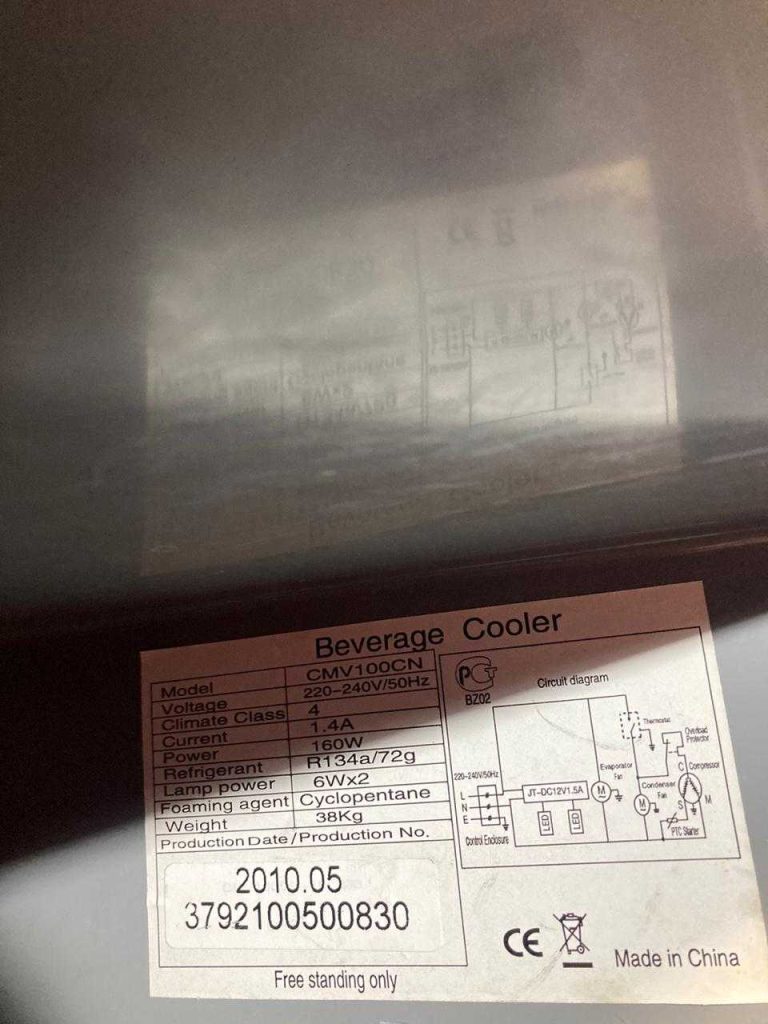 Beverage Cooler
Model CMV100CN
Voltage 220-240V/50Hz
Climate Class 4
Current 1.4A
Power 160W
Refrigerant R134a/72g
Lamp power 6Wx2
Foaming agent Cyclopentane
Weight 38Kg
Production Date/Production No.
2010.05
3792100500830
Free standing only
PCT
BZ02
Circuit diagram
Thermostat
Overload
Protector
220-240V/50Hz
Evaporator
Fan
C Compressor
L
N
E
JT-DC12V1.5A
M
Condenser
Fan
M
S
M
LED
LED
PTC Starter
Control Enclosure
CE
Made in China